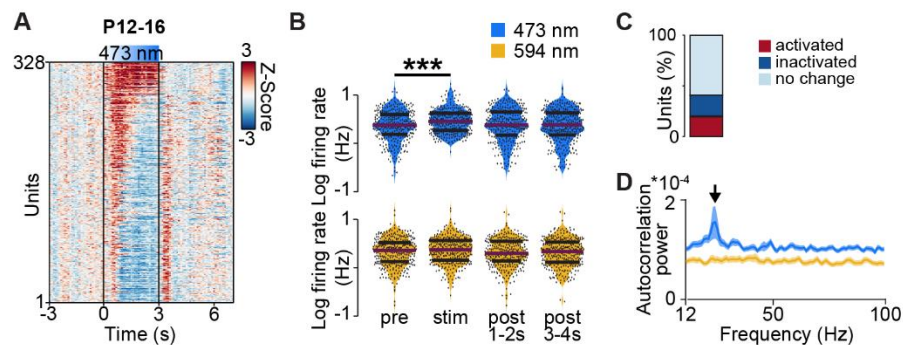 A
P12-16
473 nm
328
Units
1
-3
0
3
6
Time (s)
3
Z-Score
-3
B
473 nm
594 nm
***
1
Log firing rate
(Hz)
-1
1
Log firing rate
(Hz)
-1
pre
stim
post
1-2s
post
3-4s
C
100
Units (%)
0
activated
inactivated
no change
D
*10-4
2
Autocorrelation
power
0
12
50
100
Frequency (Hz)